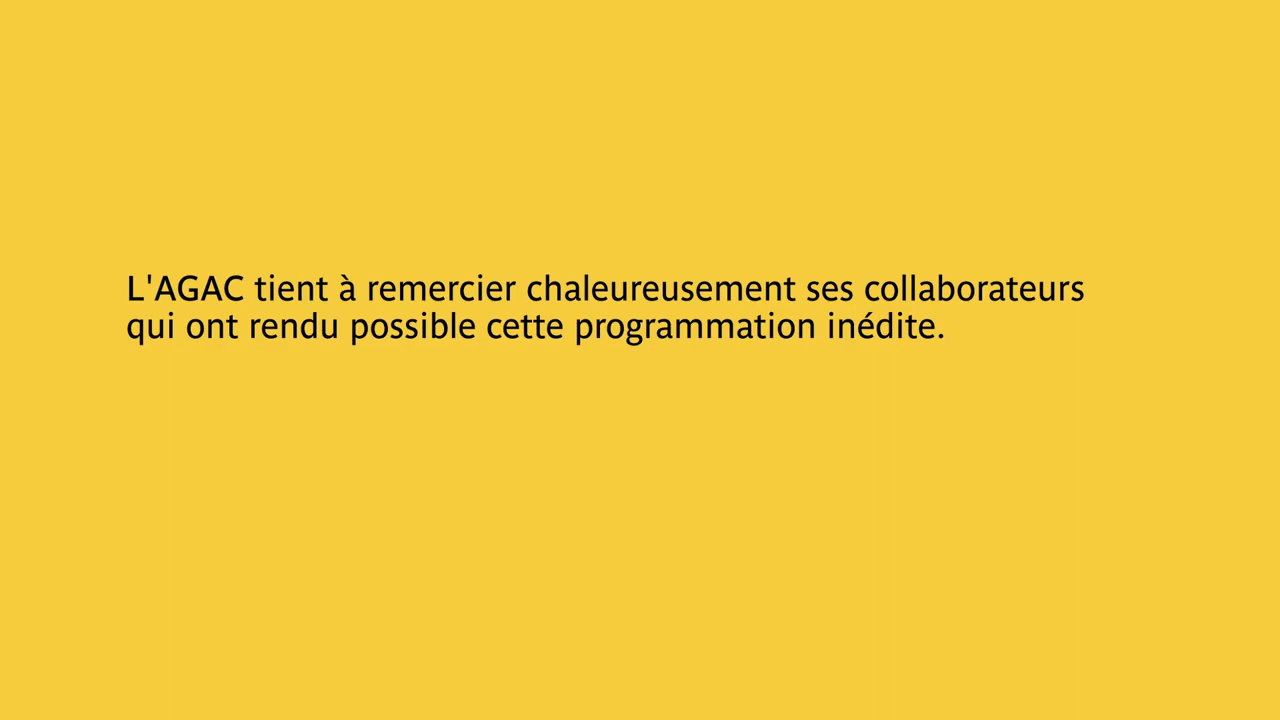 L'AGAC tient à remercier chaleureusement ses collaborateurs
qui ont rendu possible cette programmation inédite.